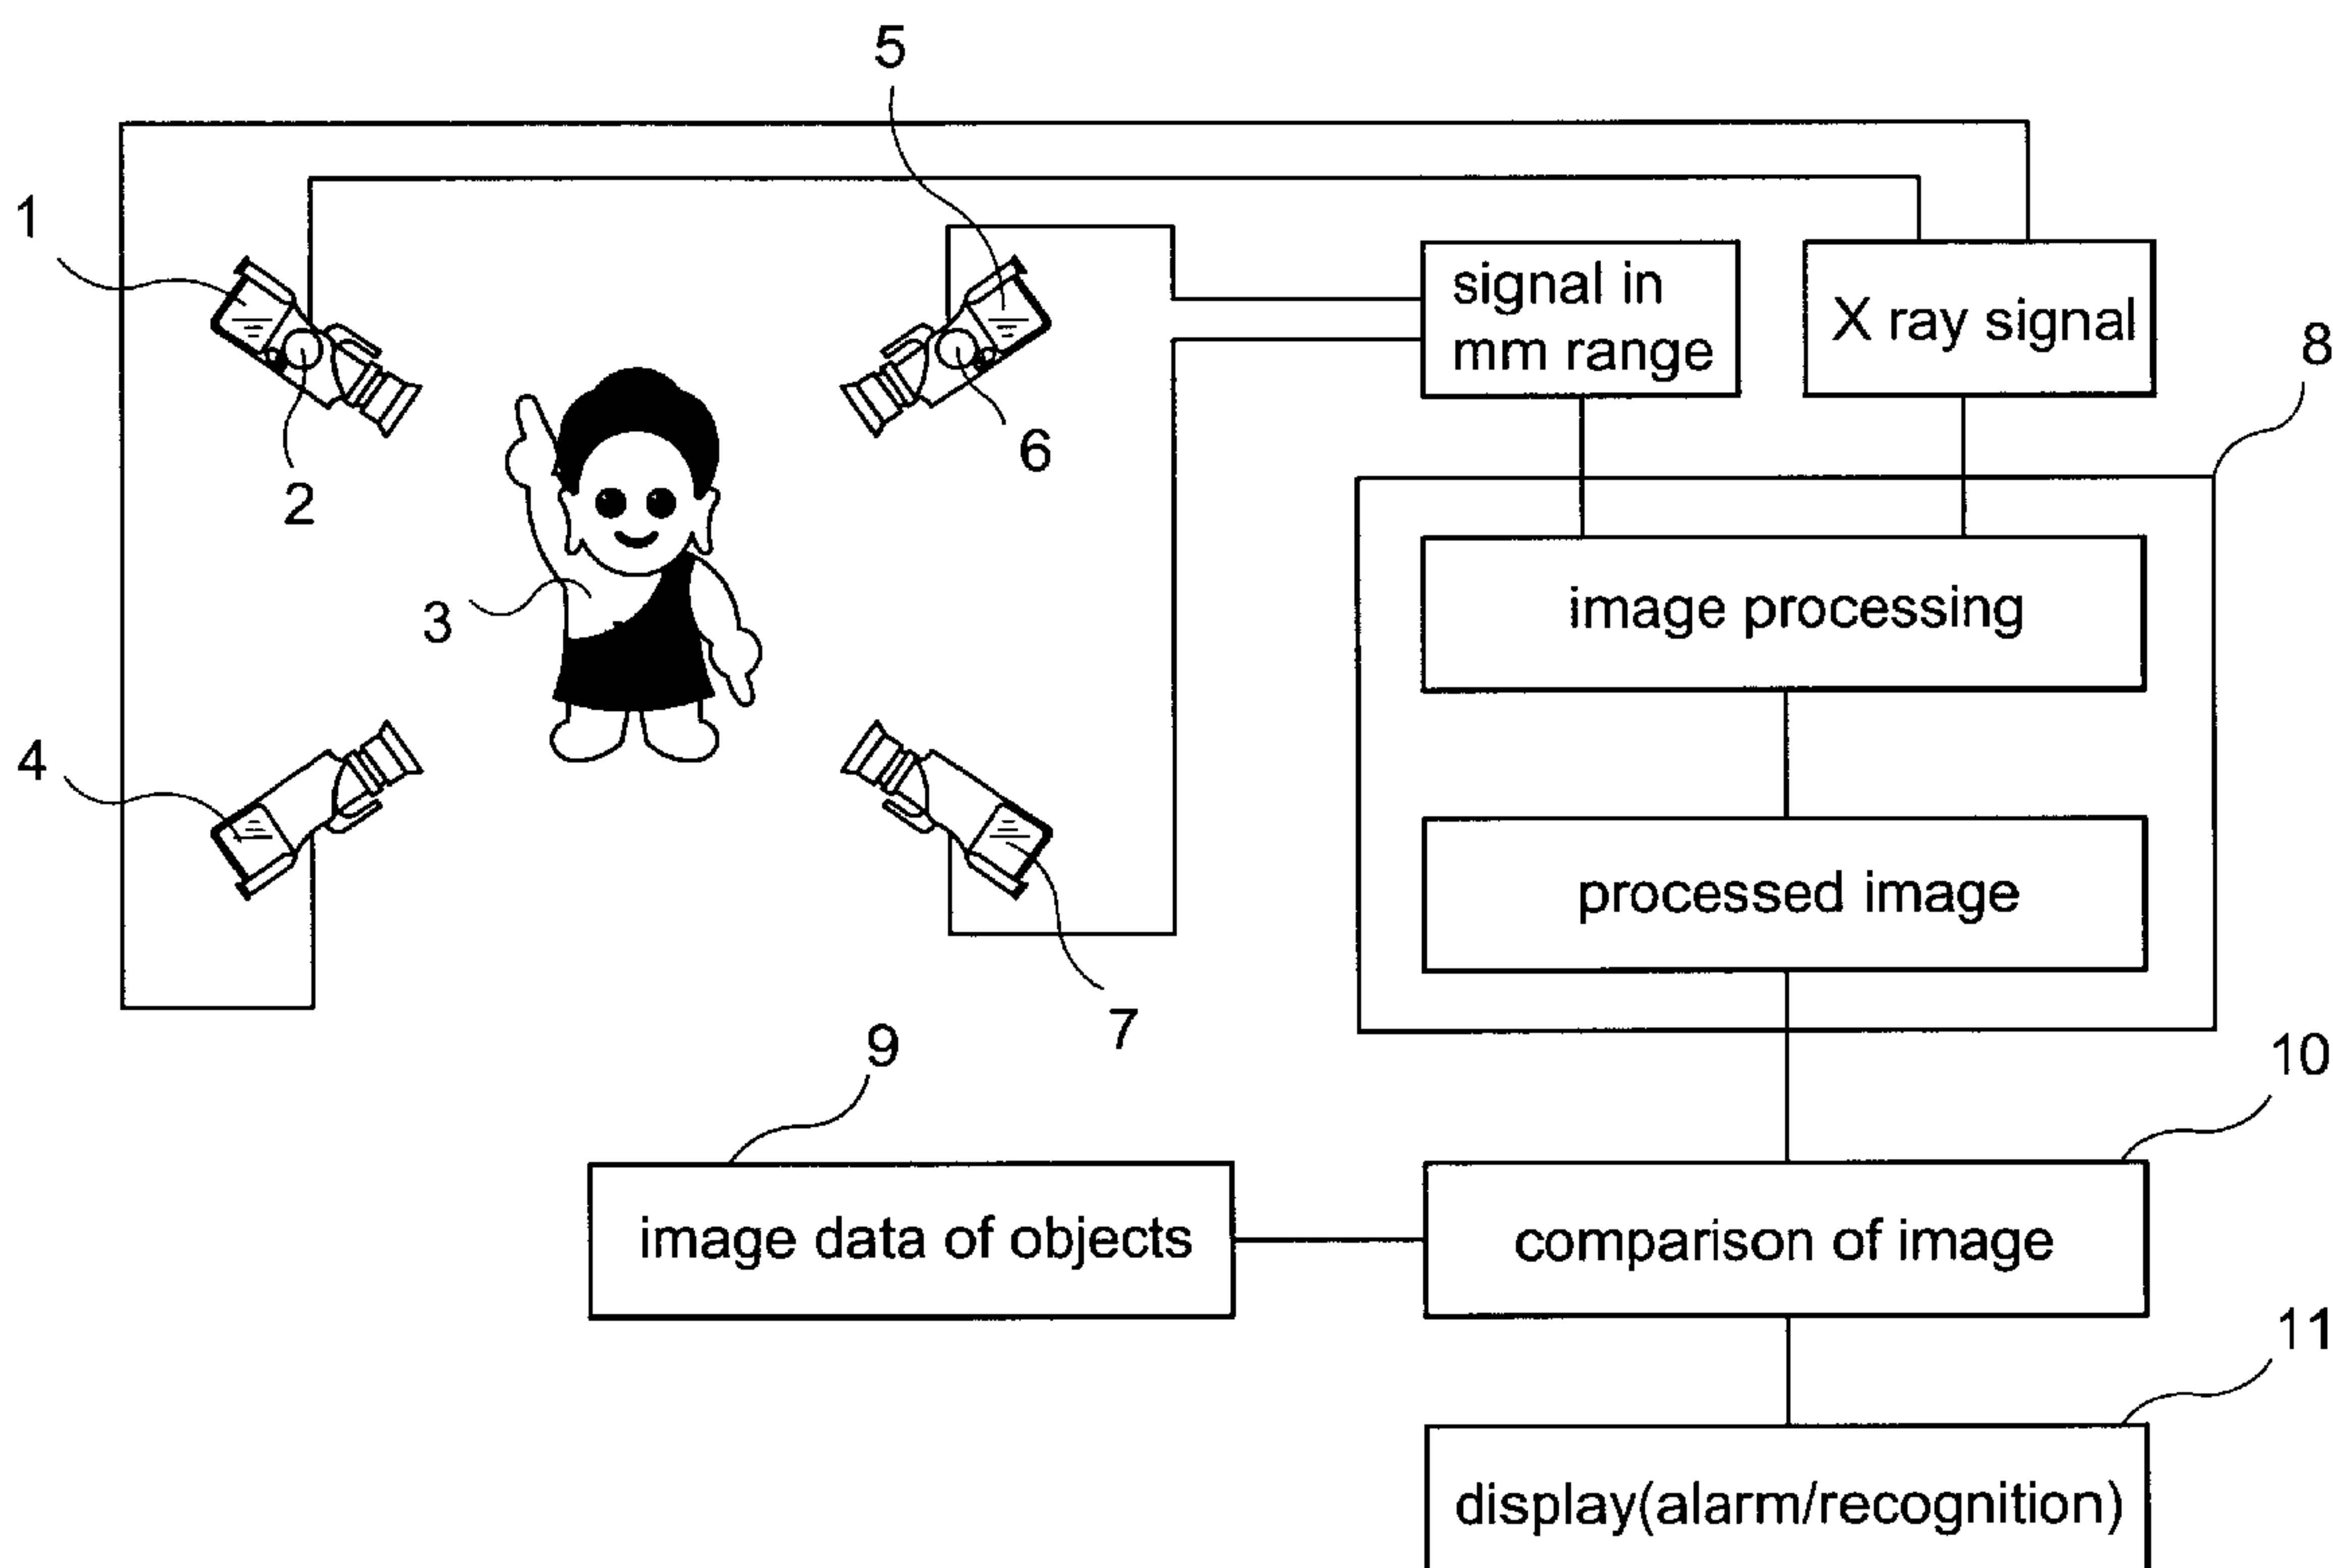 5
1
signal in
mm range
X ray signal
8
2
6
3
image processing
4
processed image
7
9
10
image data of objects
comparison of image
11
display(alarm/recognition)